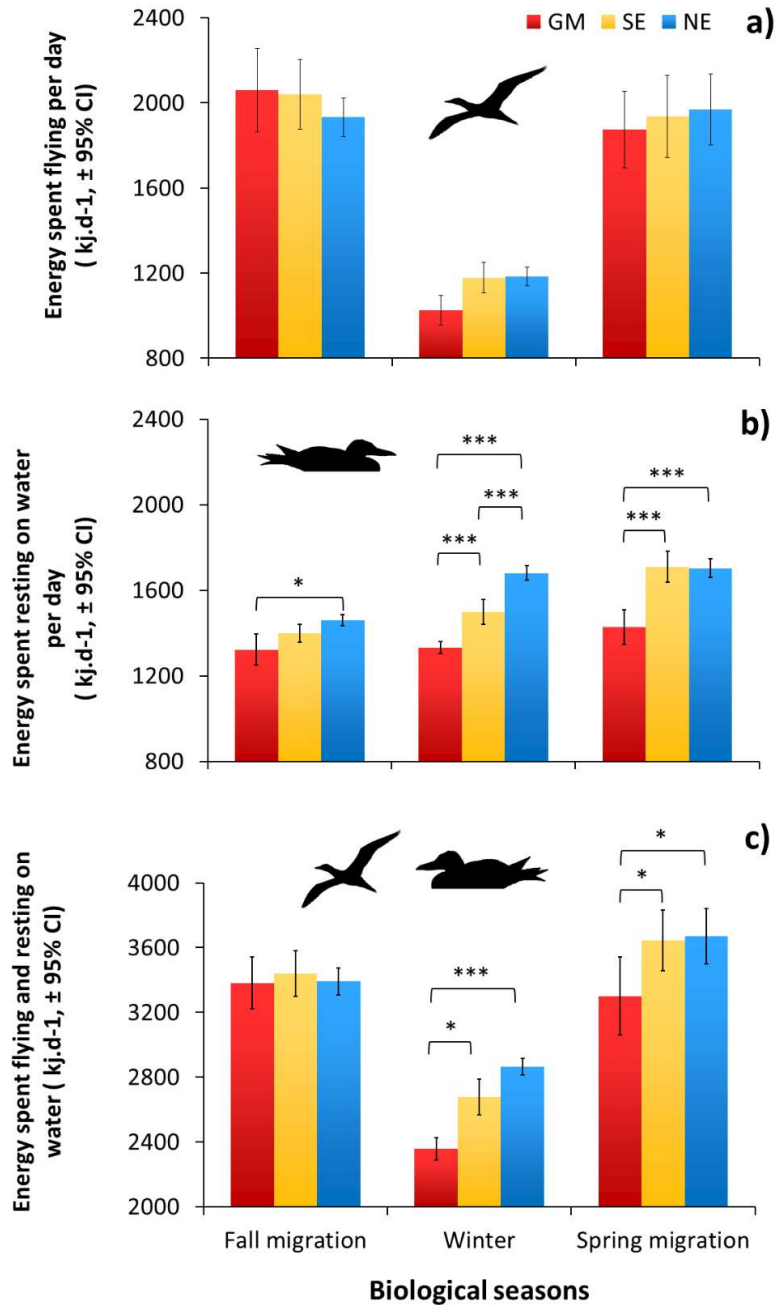 GM SE NE
a)
Energy spent flying per day
( kj.d-1, ± 95% CI)
2400
2000
1600
1200
800
b)
Energy spent resting on water
per day
( kj.d-1, ± 95% CI)
2400
2000
1600
1200
800
*
***
***
***
***
***
c)
Energy spent flying and resting on
water ( kj.d-1, ± 95% CI)
4000
3600
3200
2800
2400
2000
*
***
*
*
Fall migration Winter Spring migration
Biological seasons